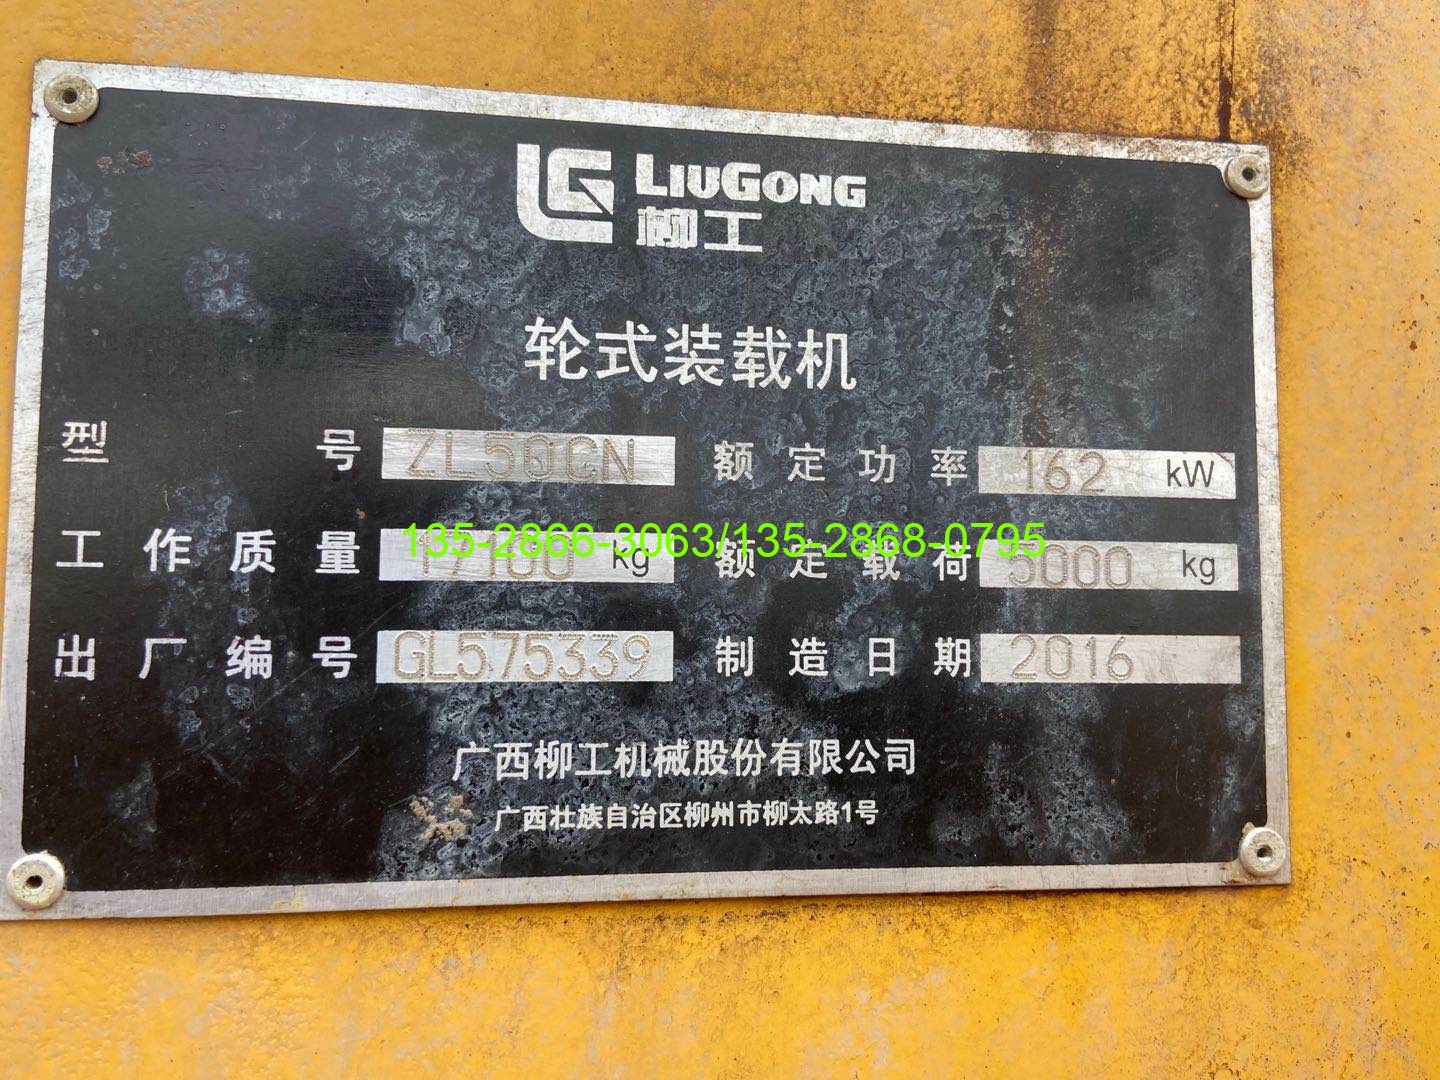 LIUGONG
柳工
轮式装载机
型号 ZL50CN 额定功率 162 kW
135-2866-3063/135-2868-0795
工作质量 17100 kg 额定载荷 5000 kg
出厂编号 GL575339 制造日期 2016
广西柳工机械股份有限公司
广西壮族自治区柳州市柳太路1号